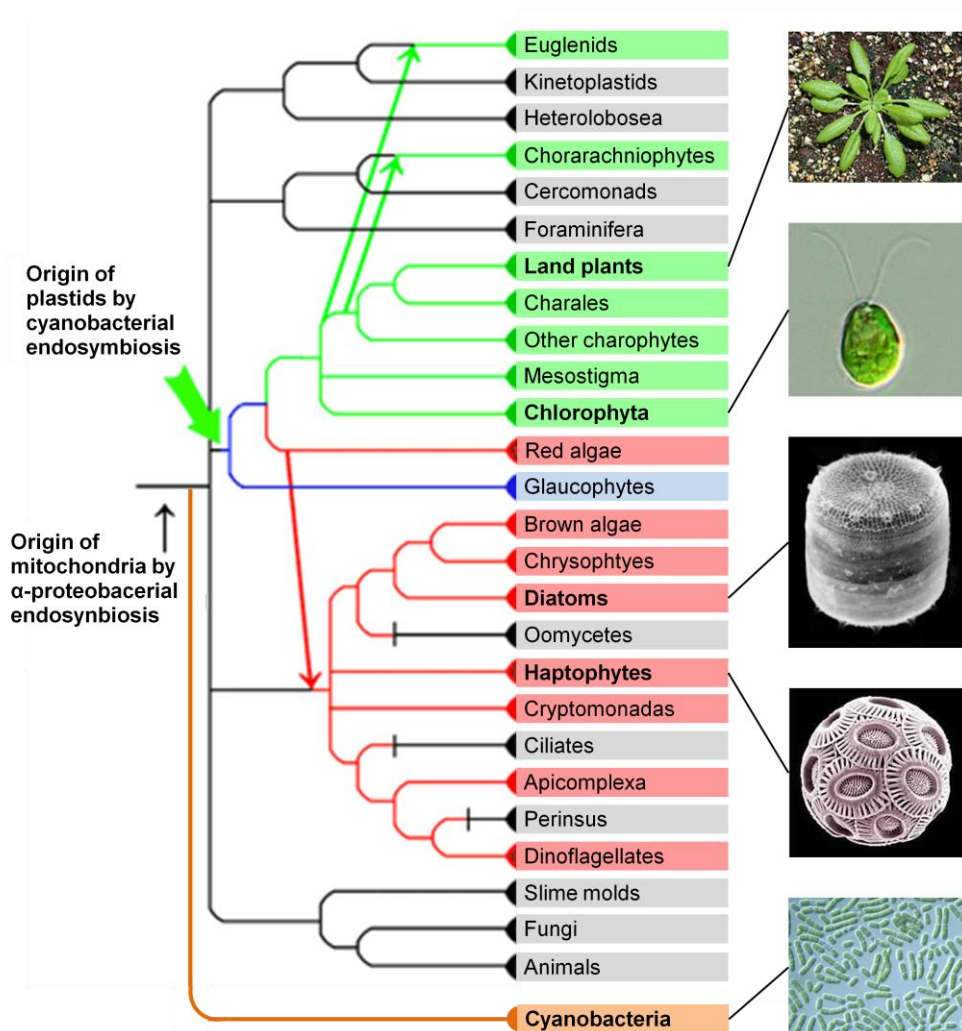 Euglenids
Kinetoplastids
Heterolobosea
Chorarachniophytes
Cercomonads
Foraminifera
Origin of
plastids by
cyanobacterial
endosymbiosis
Land plants
Charales
Other charophytes
Mesostigma
Chlorophyta
Red algae
Glaucophytes
Origin of
mitochondria by
α-proteobacerial
endosynbiosis
Brown algae
Chrysophtyes
Diatoms
Oomycetes
Haptophytes
Cryptomonadas
Ciliates
Apicomplexa
Perinsus
Dinoflagellates
Slime molds
Fungi
Animals
Cyanobacteria